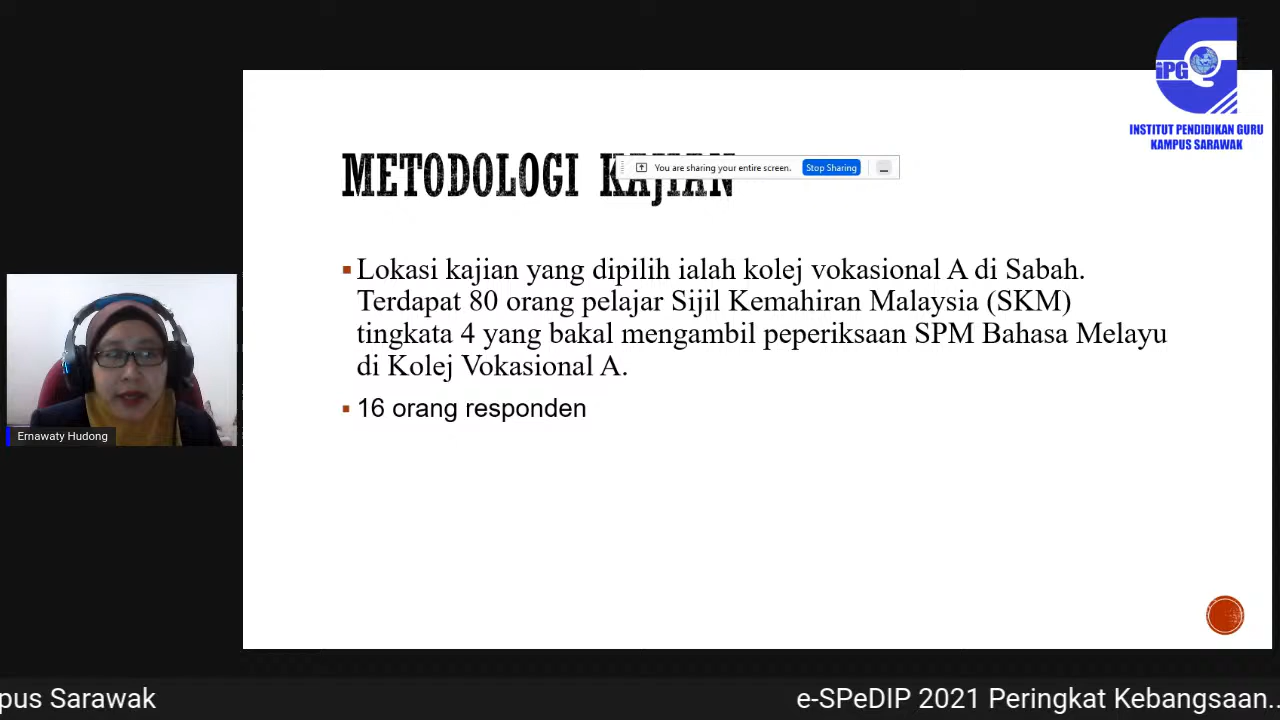 iPG
INSTITUT PENDIDIKAN GURU
KAMPUS SARAWAK
METODOLOGI KAJIAN
You are sharing your entire screen.
Stop Sharing
Lokasi kajian yang dipilih ialah kolej vokasional A di Sabah.
Terdapat 80 orang pelajar Sijil Kemahiran Malaysia (SKM)
tingkata 4 yang bakal mengambil peperiksaan SPM Bahasa Melayu
di Kolej Vokasional A.
16 orang responden
Ernawaty Hudong
pus Sarawak
e-SPeDIP 2021 Peringkat Kebangsaan..